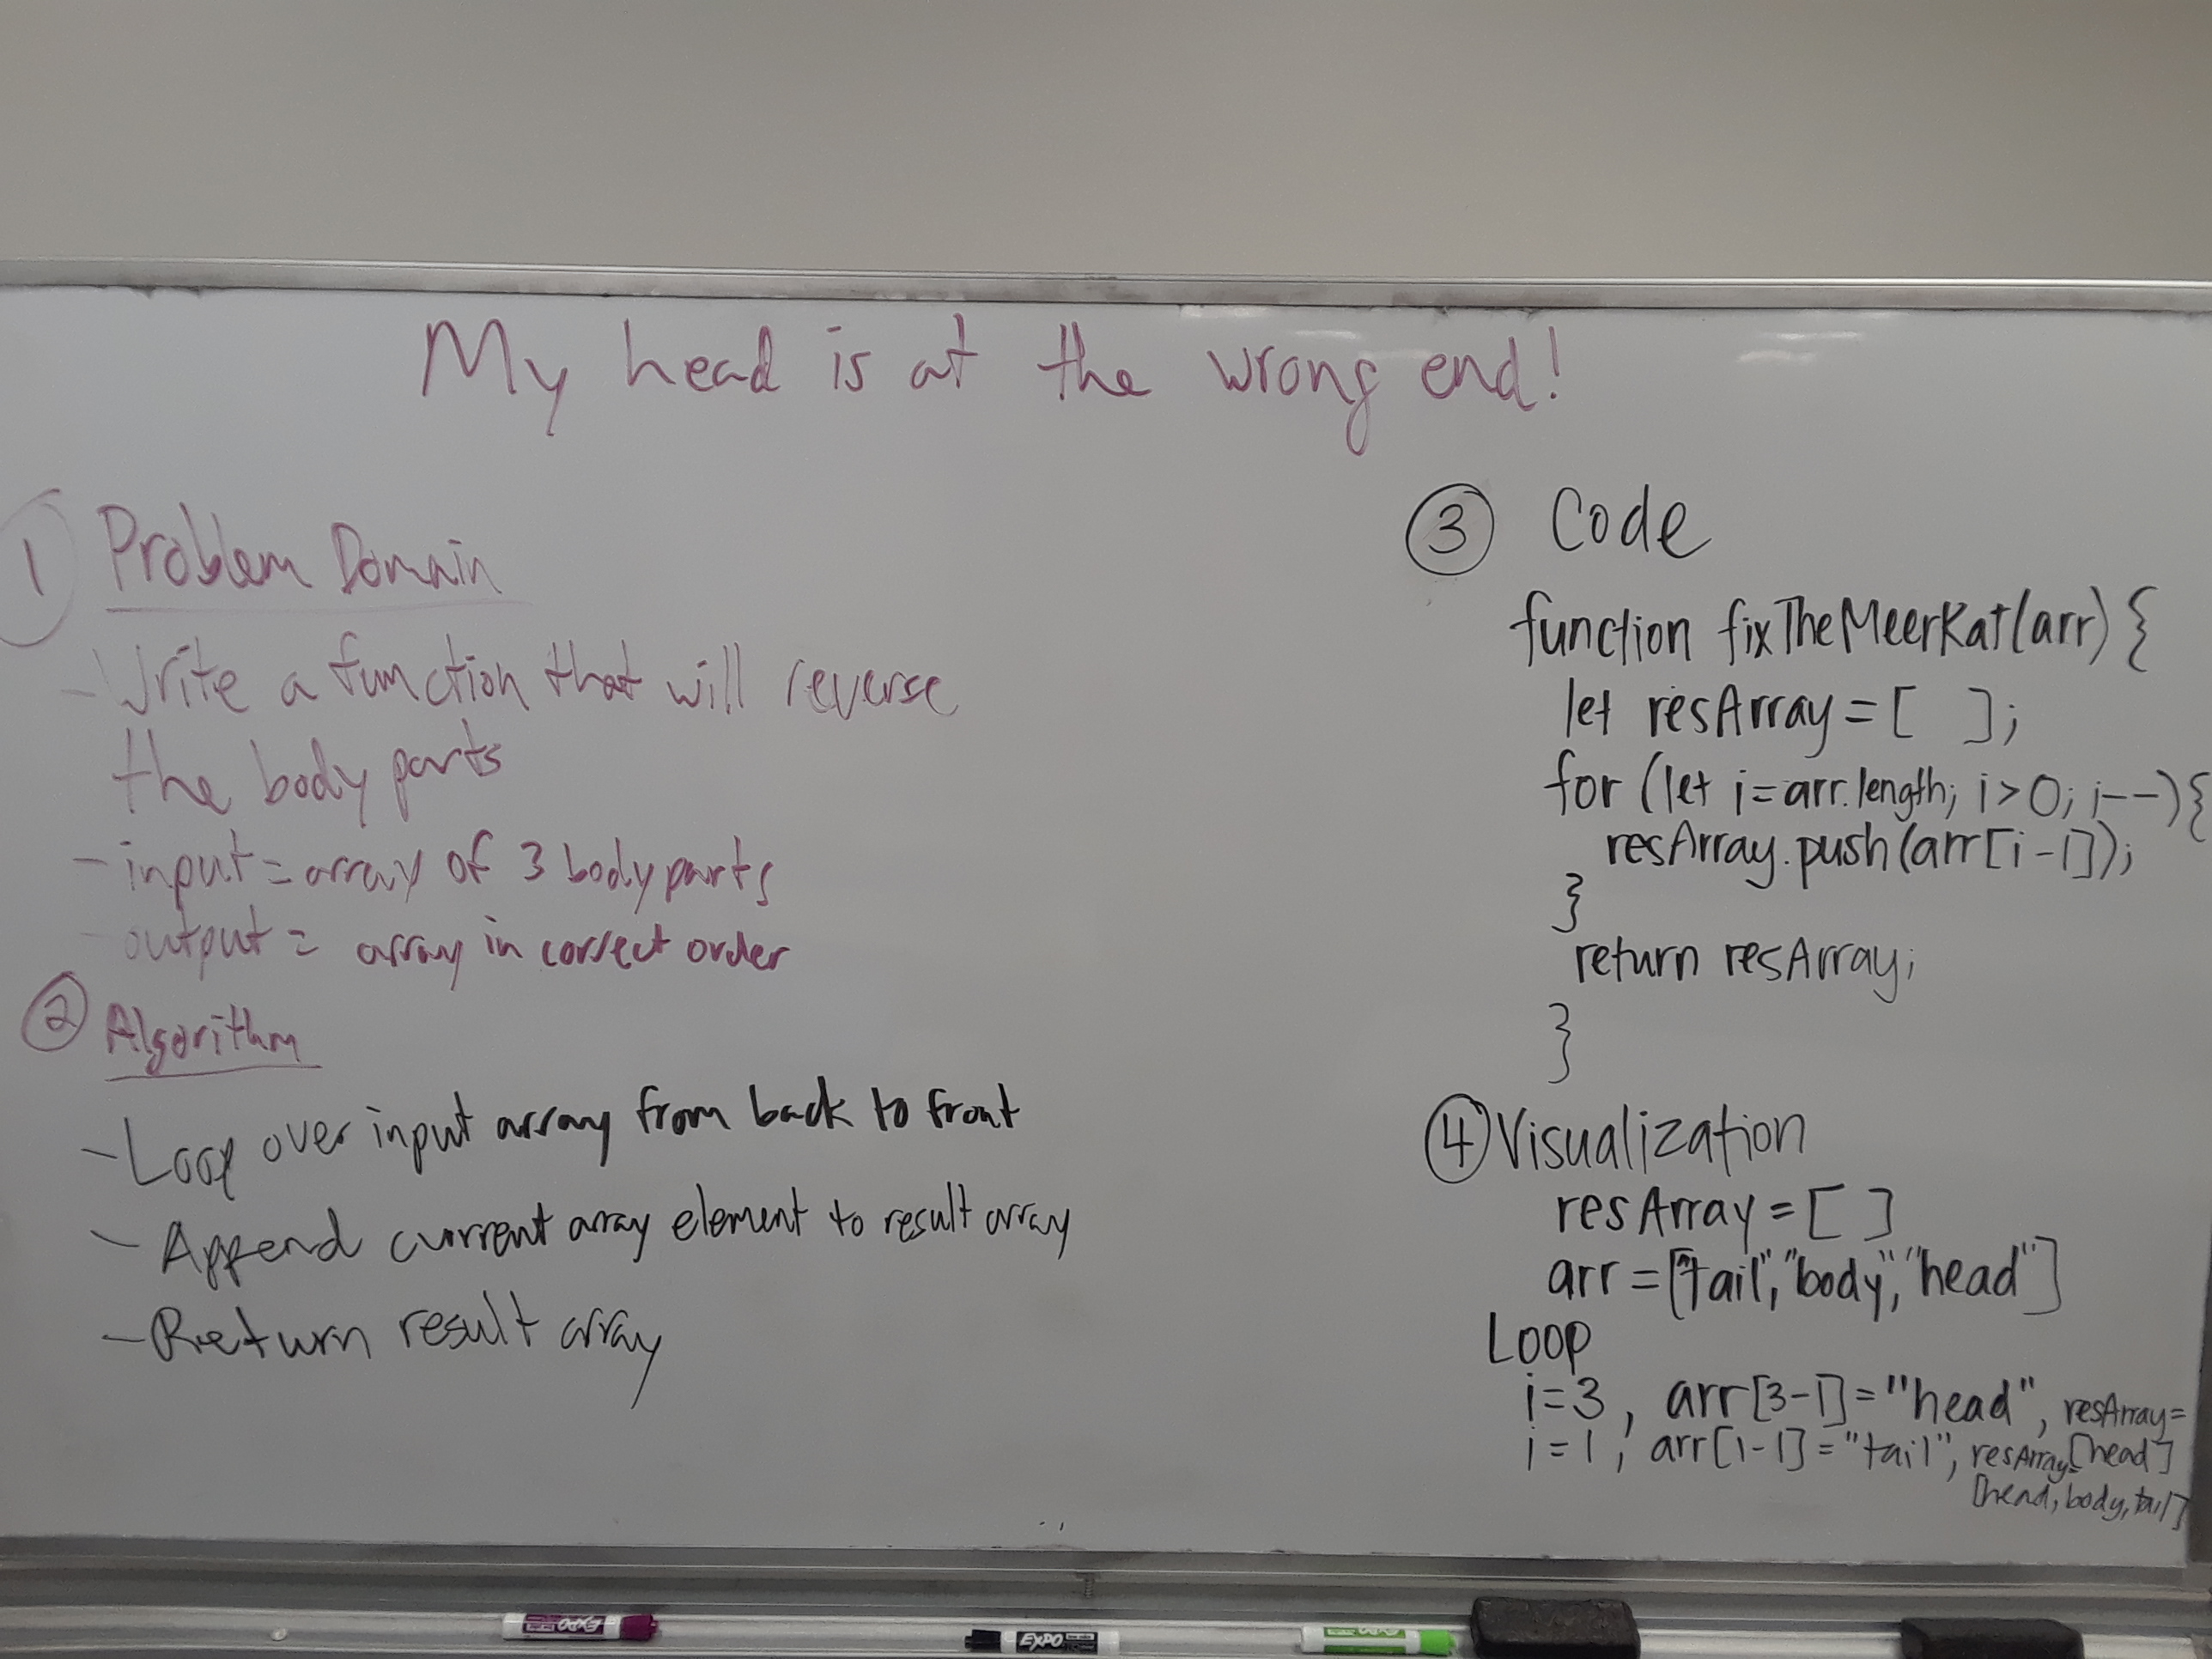 My head is at the wrong end!
1 Problem Domain
- Write a function that will reverse
the body parts
- input = array of 3 body parts
- output = array in correct order
2 Algorithm
- Loop over input array from back to front
- Append current array element to result array
- Return result array
3 Code
function fixTheMeerKat(arr) {
let resArray = [ ];
for (let i = arr.length; i > 0; i--) {
resArray.push(arr[i-1]);
}
return resArray;
}
4 Visualization
resArray = [ ]
arr = ["tail", "body", "head"]
Loop
i=3, arr[3-1] = "head", resArray=
[head]
i=1, arr[1-1] = "tail", resArray=
[head, body, tail]
EXPO
EXPO
EXPO